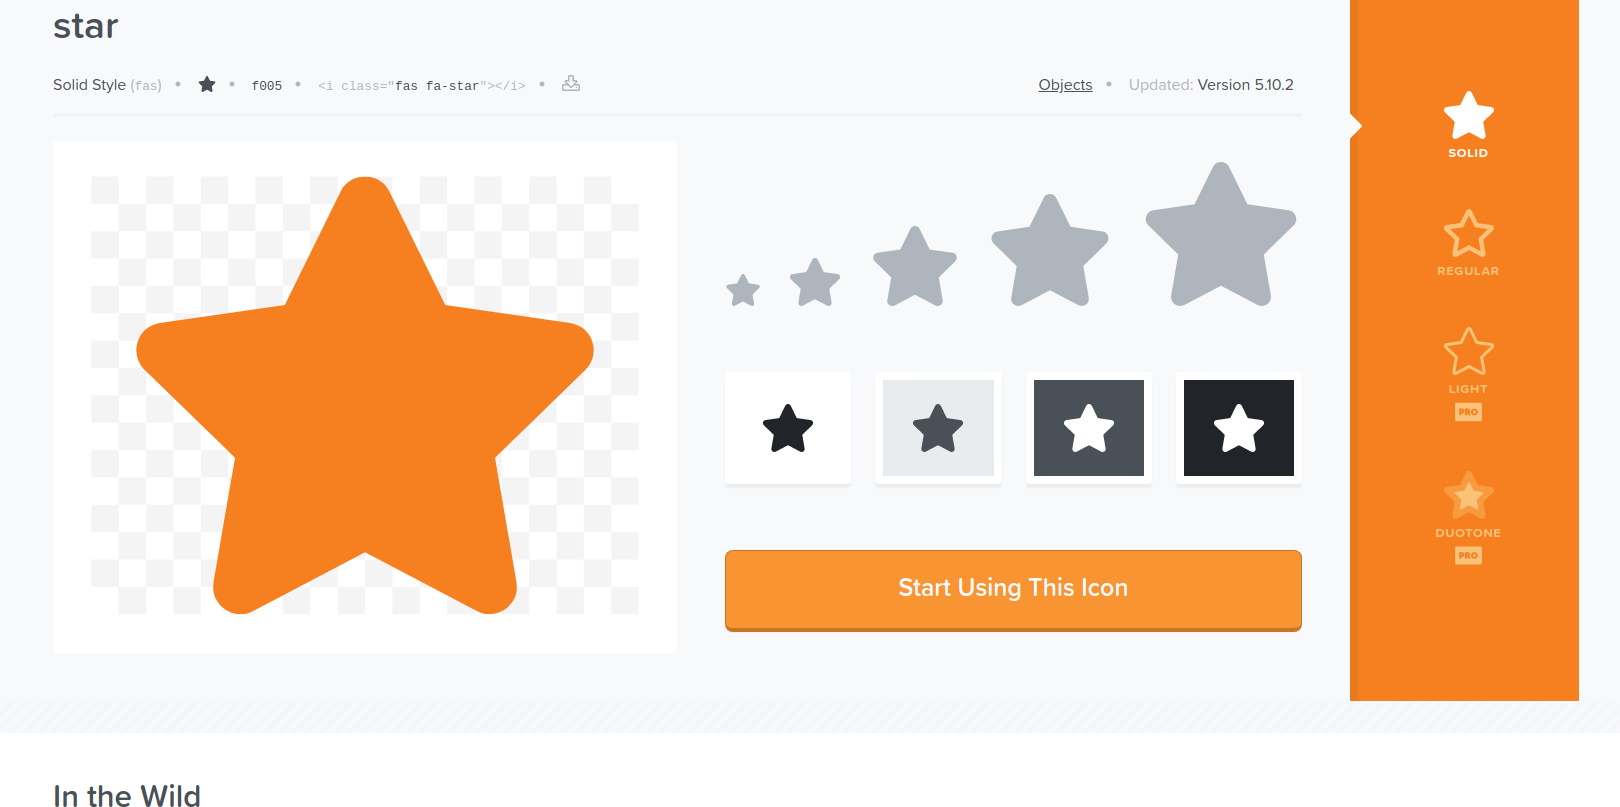 star
Solid Style (fas) • • f005 • <i class="fas fa-star"></i> •
Objects • Updated: Version 5.10.2
SOLID
REGULAR
LIGHT
PRO
DUOTONE
PRO
Start Using This Icon
In the Wild